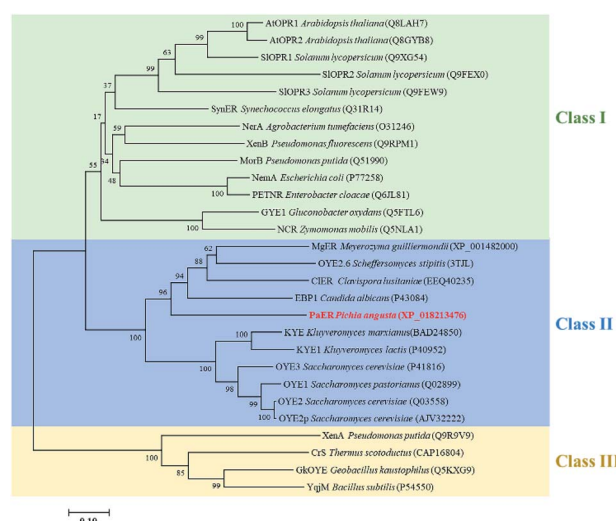 100 AtOPR1 Arabidopsis thaliana (Q8LAH7)
99 AtOPR2 Arabidopsis thaliana (Q8GYB8)
63 SlOPR1 Solanum lycopersicum (Q9XG54)
99 SlOPR2 Solanum lycopersicum (Q9FEX0)
37 SlOPR3 Solanum lycopersicum (Q9FEW9)
SynER Synechococcus elongatus (Q31R14)
Class I
17 59 NerA Agrobacterium tumefaciens (O31246)
XenB Pseudomonas fluorescens (Q9RPM1)
55 48 MorB Pseudomonas putida (Q51990)
NemA Escherichia coli (P77258)
100 PETNR Enterobacter cloacae (Q6JL81)
GYE1 Gluconobacter oxydans (Q5FTL6)
100 NCR Zymomonas mobilis (Q5NLA1)
62 MgER Meyerozyma guilliermondii (XP_001482000)
88 OYE2.6 Scheffersomyces stipitis (3TJL)
94 ClER Clavispora lusitaniae (EEQ40235)
96 EBP1 Candida albicans (P43084)
PaER Pichia angusta (XP_018213476)
Class II
100 100 KYE Kluyveromyces marxianus(BAD24850)
KYE1 Kluyveromyces lactis (P40952)
100 OYE3 Saccharomyces cerevisiae (P41816)
98 OYE1 Saccharomyces pastorianus (Q02899)
99 OYE2 Saccharomyces cerevisiae (Q03558)
100 OYE2p Saccharomyces cerevisiae (AJV32222)
XenA Pseudomonas putida (Q9R9V9)
100 CrS Thermus scotoductus (CAP16804)
Class III
85 GkOYE Geobacillus kaustophilus (Q5KXG9)
99 YqjM Bacillus subtilis (P54550)
0.10